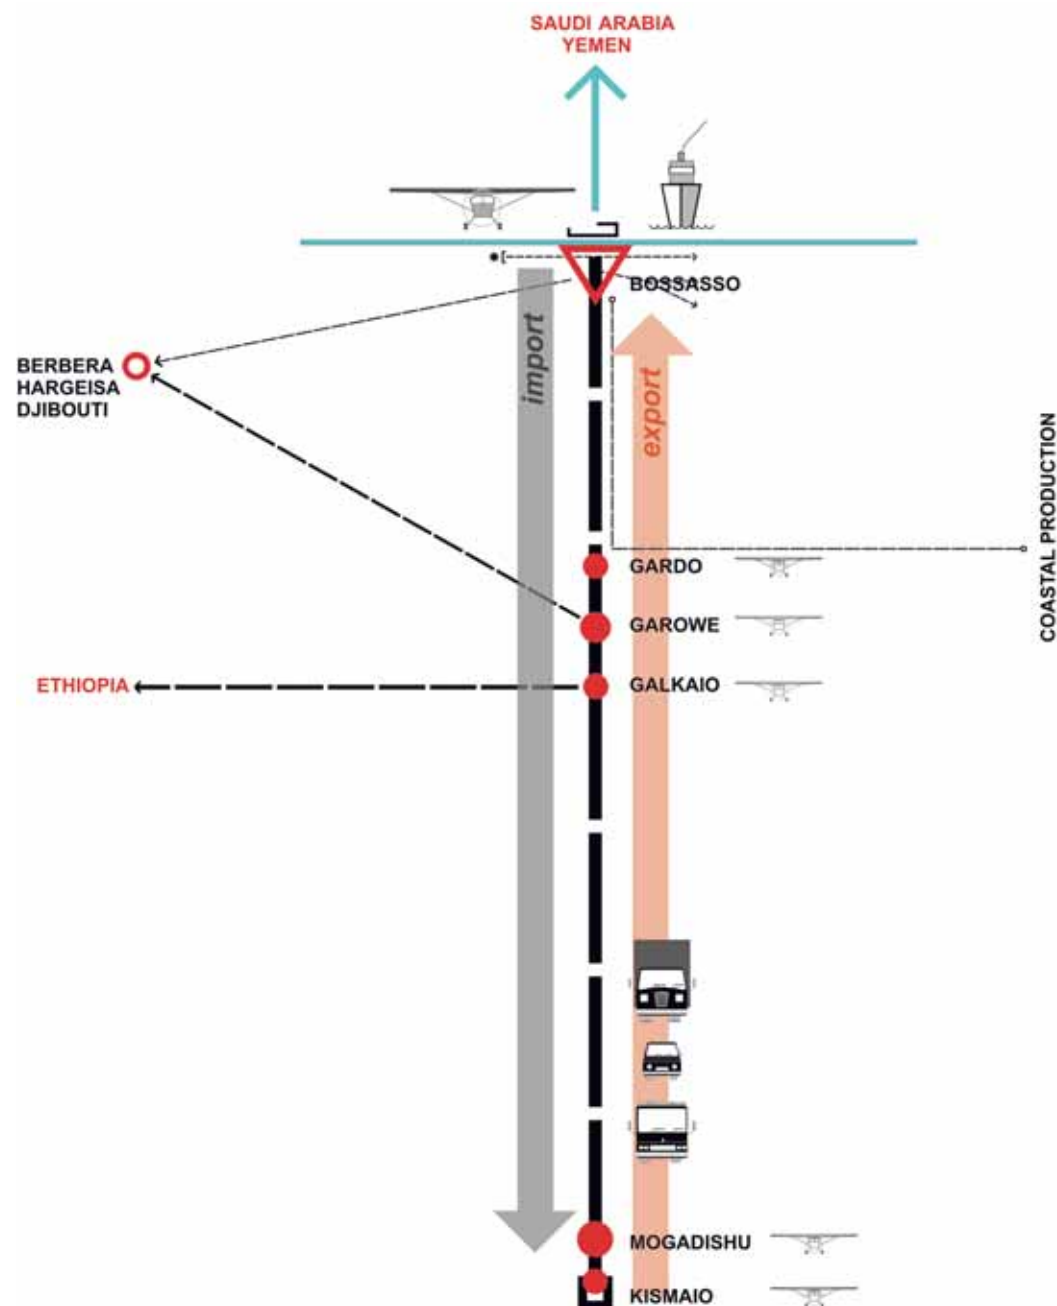 SAUDI ARABIA
YEMEN
BOSSASSO
import
export
BERBERA
HARGEISA
DJIBOUTI
COASTAL PRODUCTION
GARDO
GAROWE
ETHIOPIA
GALKAIO
MOGADISHU
KISMAIO